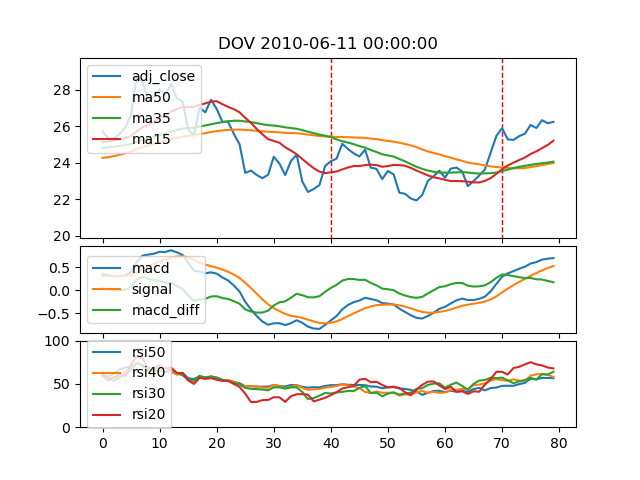 DOV 2010-06-11 00:00:00
28
26
24
22
20
adj_close
ma50
ma35
ma15
0.5
0.0
−0.5
macd
signal
macd_diff
100
50
0
rsi50
rsi40
rsi30
rsi20
0 10 20 30 40 50 60 70 80